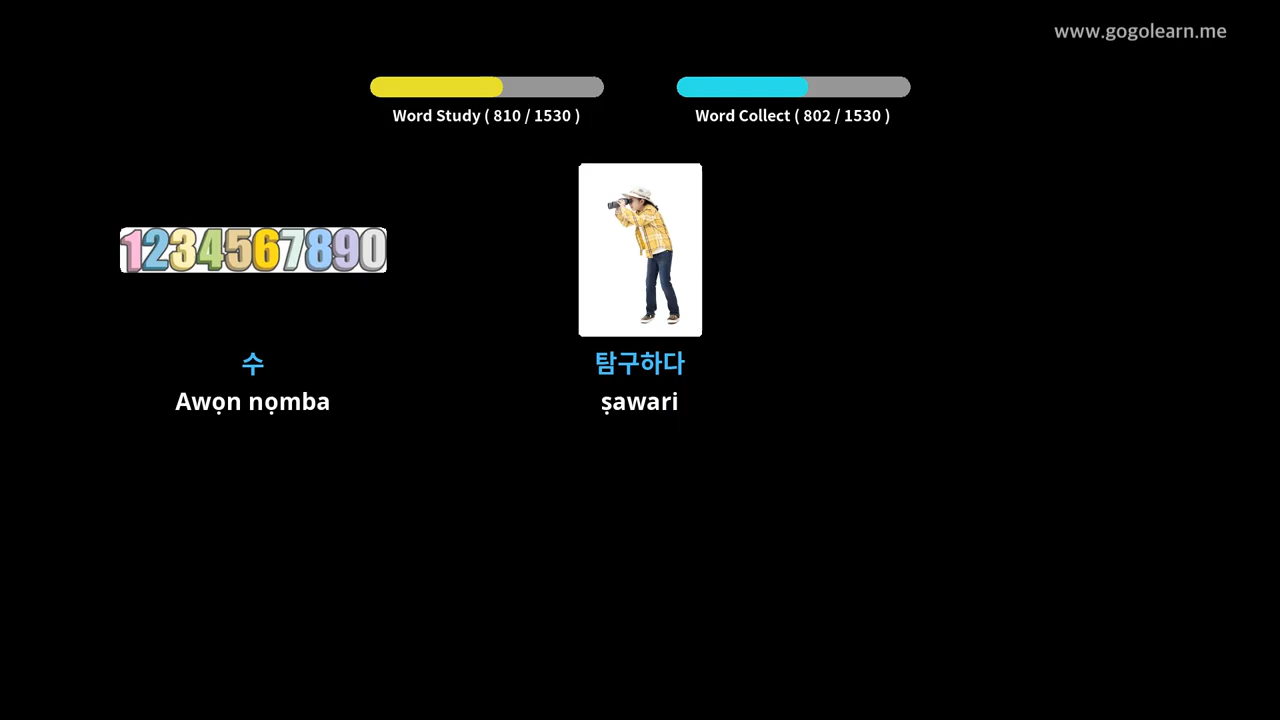 www.gogolearn.me
Word Study ( 810 / 1530 )
Word Collect ( 802 / 1530 )
1234567890
수
Awọn nọmba
탐구하다
ṣawari